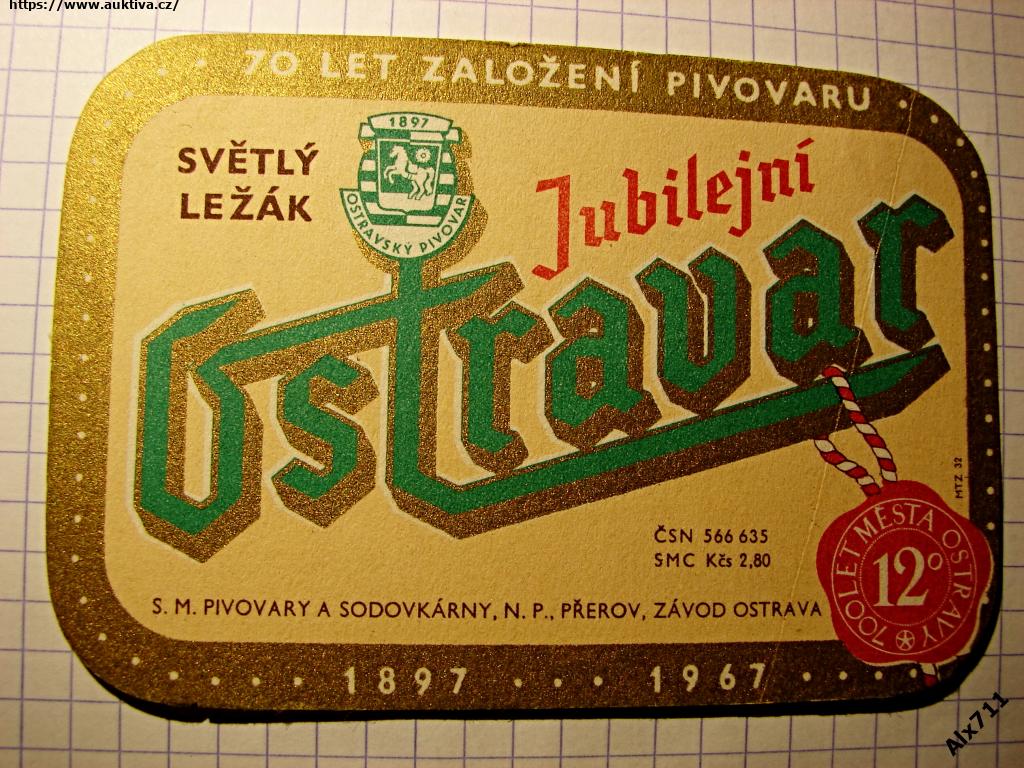 https://www.auktiva.cz/
70 LET ZALOŽENÍ PIVOVARU
SVĚTLÝ
LEŽÁK
1897
OSTRAVSKÝ PIVOVAR
Jubilejní
Ostravar
MTZ 32
ČSN 566 635
SMC Kčs 2,80
700 LET MĚSTA OSTRAVY
12°
S. M. PIVOVARY A SODOVKÁRNY, N. P., PŘEROV, ZÁVOD OSTRAVA
1897 ... 1967
Alx711